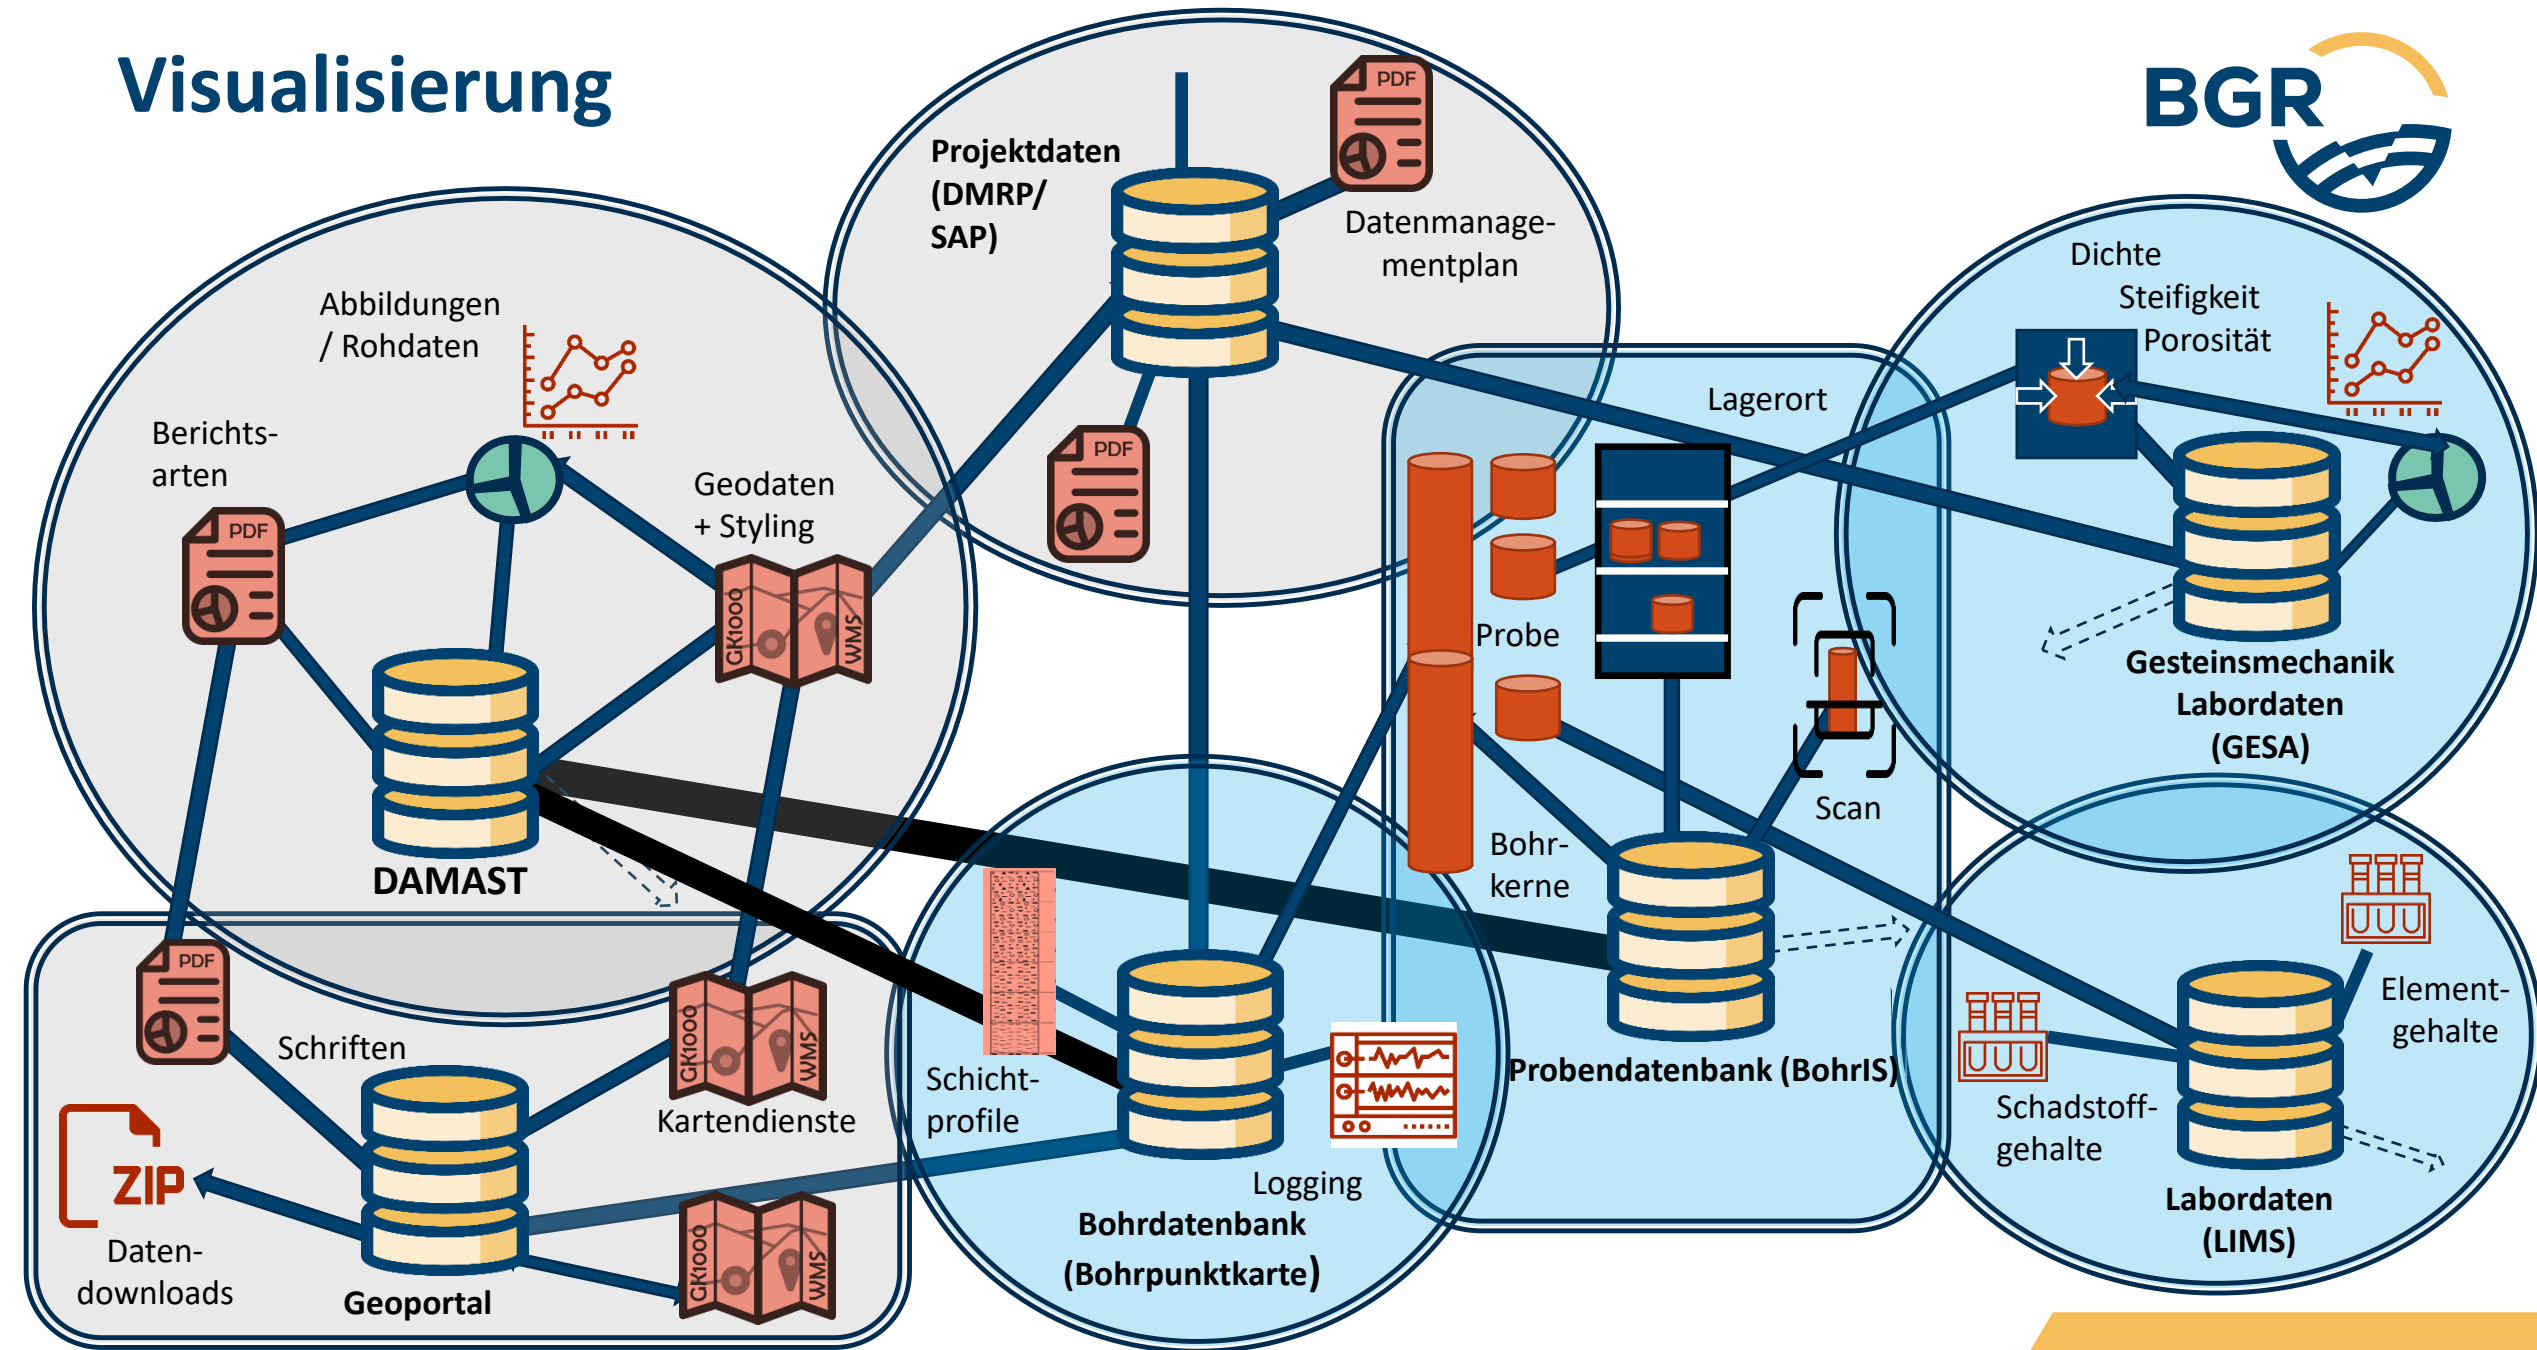 Visualisierung
BGR
Projektdaten
(DMRP/
SAP)
PDF
Datenmanage-
mentplan
PDF
Abbildungen
/ Rohdaten
Berichts-
arten
PDF
Geodaten
+ Styling
GK1000
WMS
DAMAST
PDF
Schriften
ZIP
Daten-
downloads
Geoportal
GK1000
WMS
Kartendienste
GK1000
WMS
Schicht-
profile
Logging
Bohrdatenbank
(Bohrpunktkarte)
Lagerort
Probe
Scan
Bohr-
kerne
Probendatenbank (BohrIS)
Dichte
Steifigkeit
Porosität
Gesteinsmechanik
Labordaten
(GESA)
Element-
gehalte
Schadstoff-
gehalte
Labordaten
(LIMS)